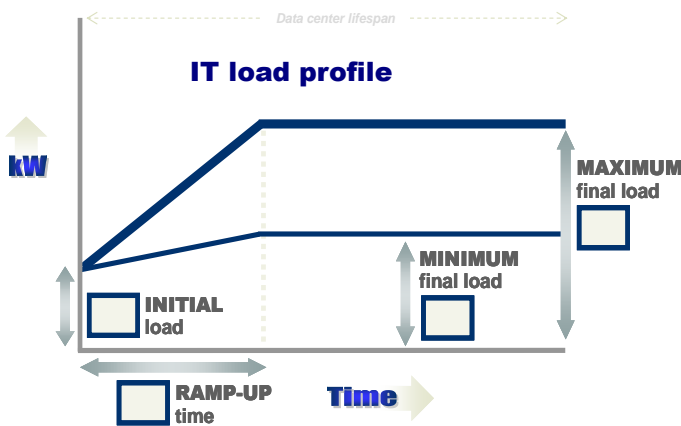 Data center lifespan
IT load profile
kW
MAXIMUM
final load
MINIMUM
final load
INITIAL
load
RAMP-UP
time
Time